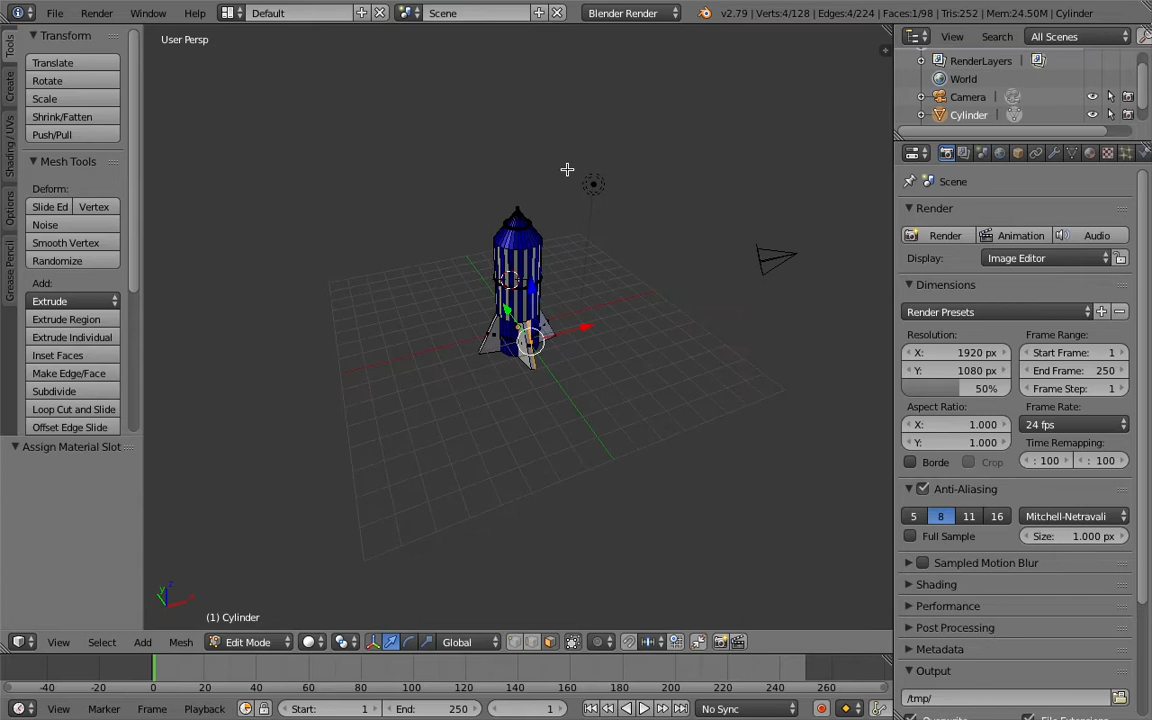 File Render Window Help Default Scene Blender Render v2.79 | Verts:4/128 | Edges:4/224 | Faces:1/98 | Tris:252 | Mem:24.50M | Cylinder
User Persp
View Search All Scenes
RenderLayers
World
Camera
Cylinder
Tools
Create
Shading / UVs
Options
Grease Pencil
Transform
Translate
Rotate
Scale
Shrink/Fatten
Push/Pull
Mesh Tools
Deform:
Slide Ed Vertex
Noise
Smooth Vertex
Randomize
Add:
Extrude
Extrude Region
Extrude Individual
Inset Faces
Make Edge/Face
Subdivide
Loop Cut and Slide
Offset Edge Slide
Assign Material Slot
Scene
Render
Render Animation Audio
Display: Image Editor
Dimensions
Render Presets
Resolution: Frame Range:
X: 1920 px Start Frame: 1
Y: 1080 px End Frame: 250
50% Frame Step: 1
Aspect Ratio: Frame Rate:
X: 1.000 24 fps
Y: 1.000 Time Remapping:
Borde Crop : 100 : 100
Anti-Aliasing
5 8 11 16 Mitchell-Netravali
Full Sample Size: 1.000 px
Sampled Motion Blur
Shading
Performance
Post Processing
Metadata
Output
/tmp/
z
y
(1) Cylinder
View Select Add Mesh Edit Mode Global
-40 -20 0 20 40 60 80 100 120 140 160 180 200 220 240 260
View Marker Frame Playback Start: 1 End: 250 1 No Sync